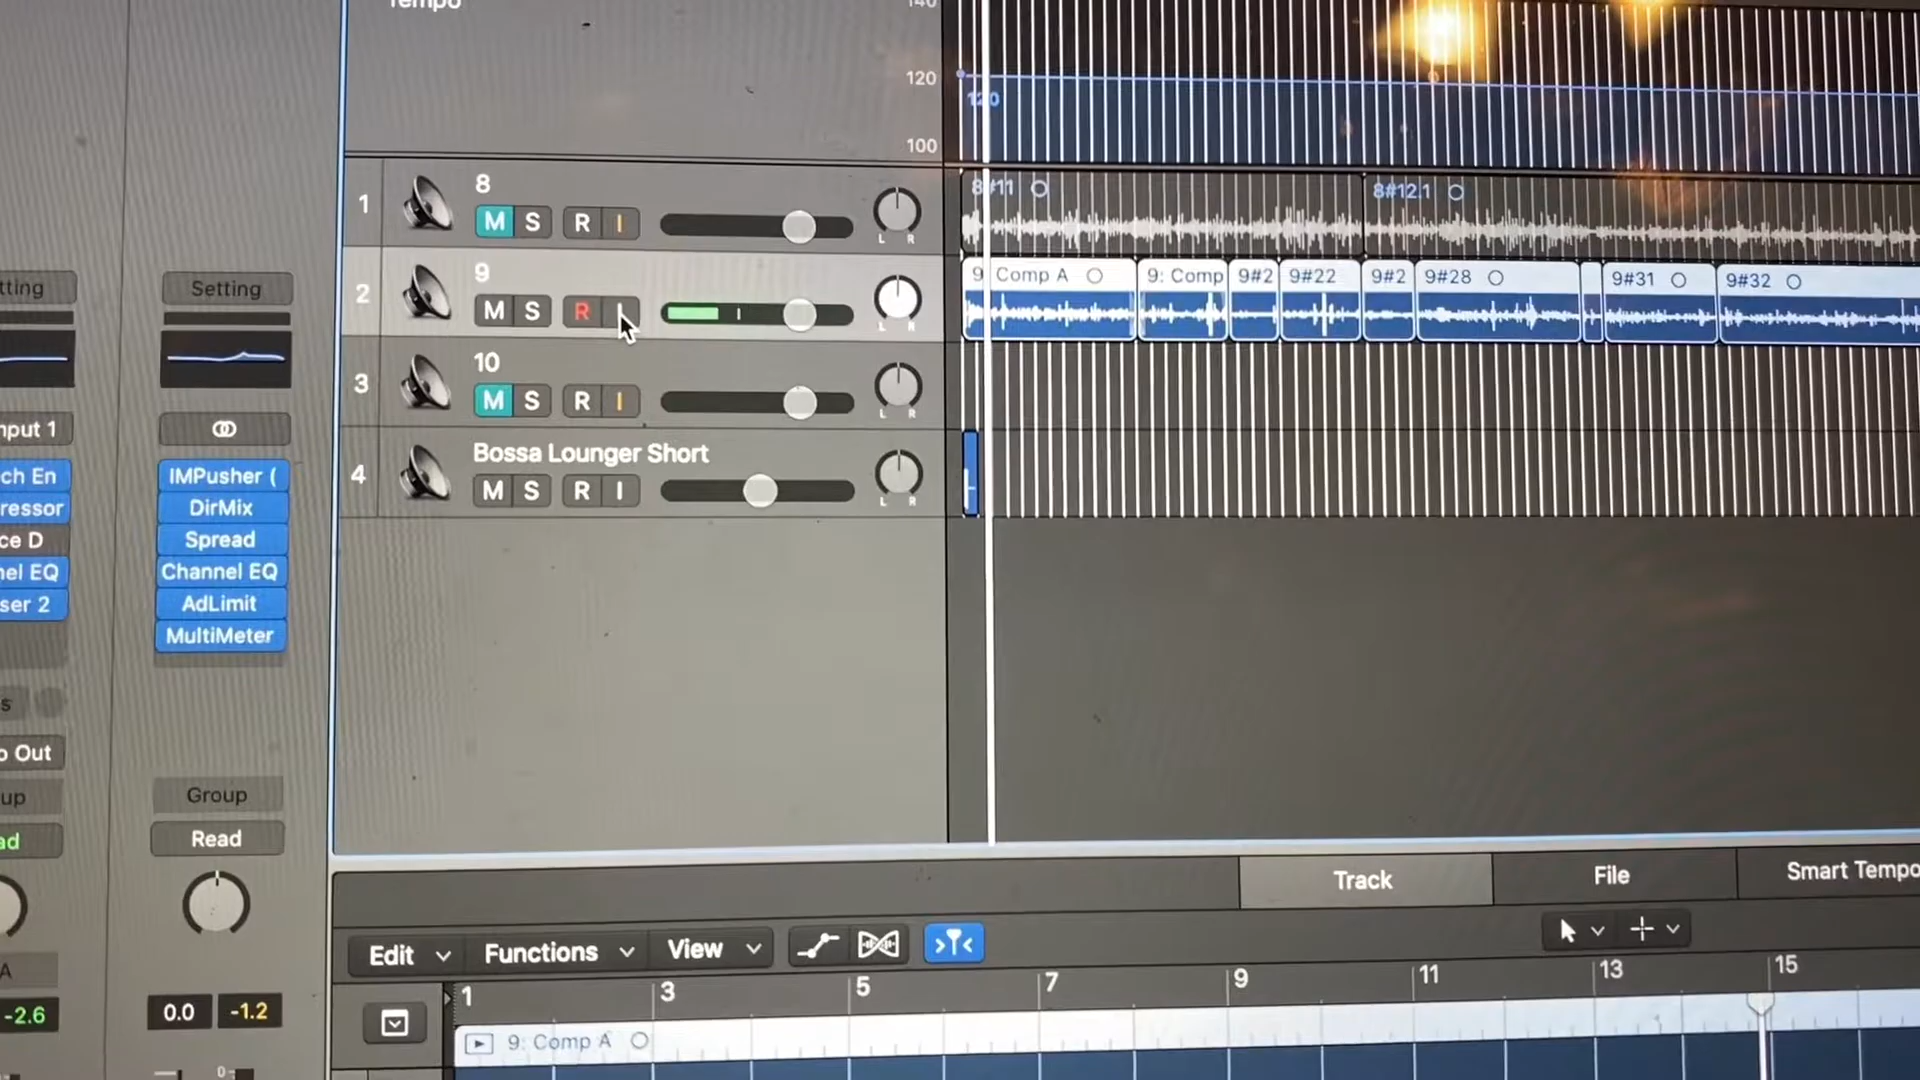 Tempo
140
120
120
100
1
8
M S R I
L R
8#11
8#12.1
2
9
M S R I
L R
9 Comp A
9: Comp
9#2
9#22
9#2
9#28
9#31
9#32
3
10
M S R I
L R
4
Bossa Lounger Short
M S R I
L R
tting
Setting
nput 1
ch En
ressor
ce D
nel EQ
ser 2
IMPusher (
DirMix
Spread
Channel EQ
AdLimit
MultiMeter
s
o Out
up
Group
ad
Read
A
-2.6
0.0
-1.2
0
Track
File
Smart Tempo
Edit
Functions
View
1 3 5 7 9 11 13 15
9: Comp A